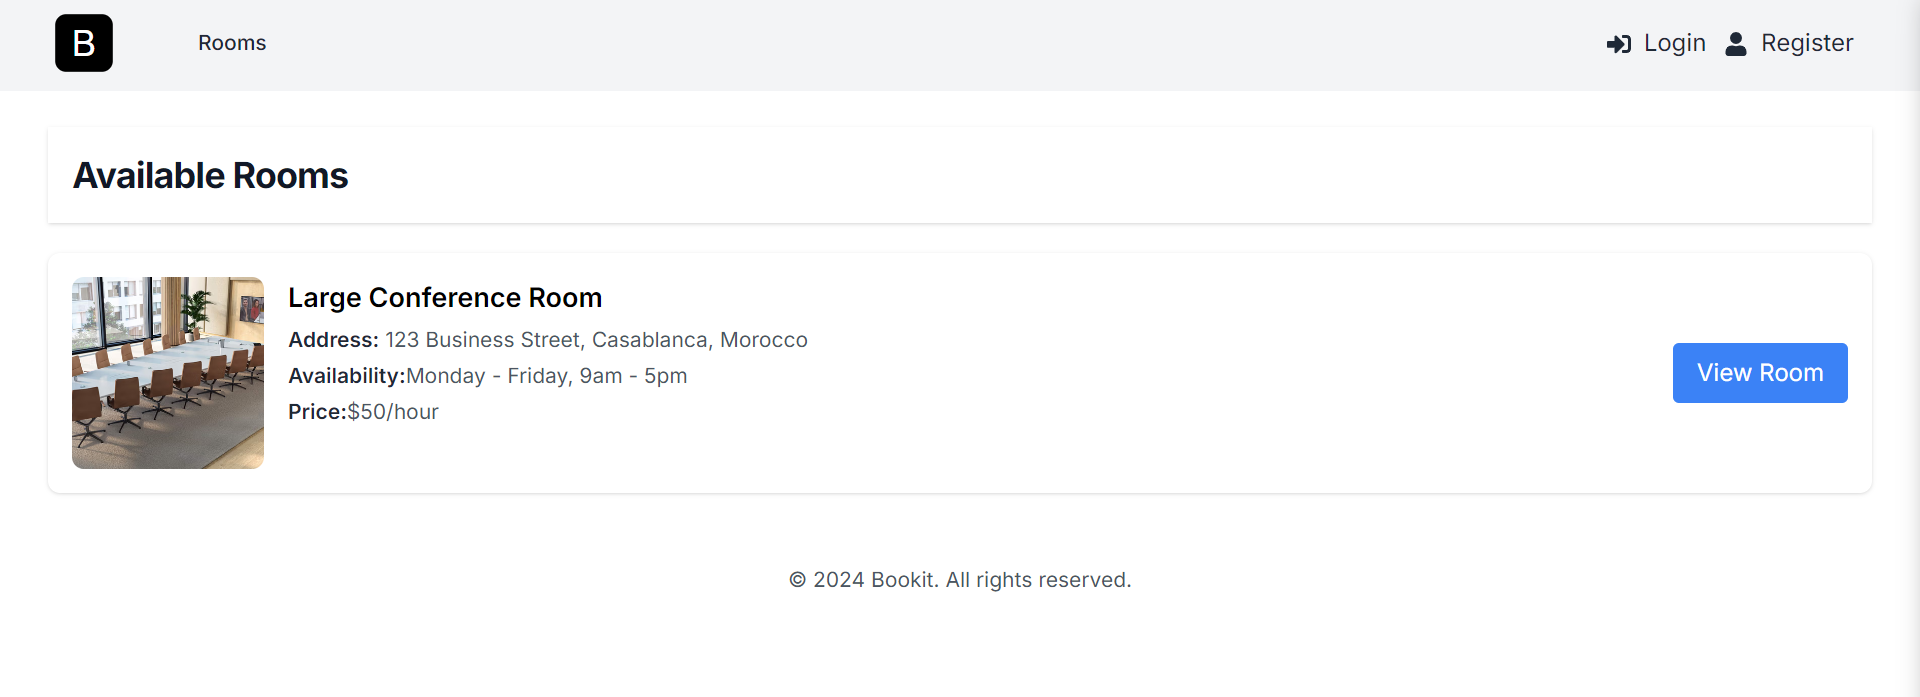 B
Rooms
Login
Register
Available Rooms
Large Conference Room
Address: 123 Business Street, Casablanca, Morocco
Availability:Monday - Friday, 9am - 5pm
Price:$50/hour
View Room
© 2024 Bookit. All rights reserved.